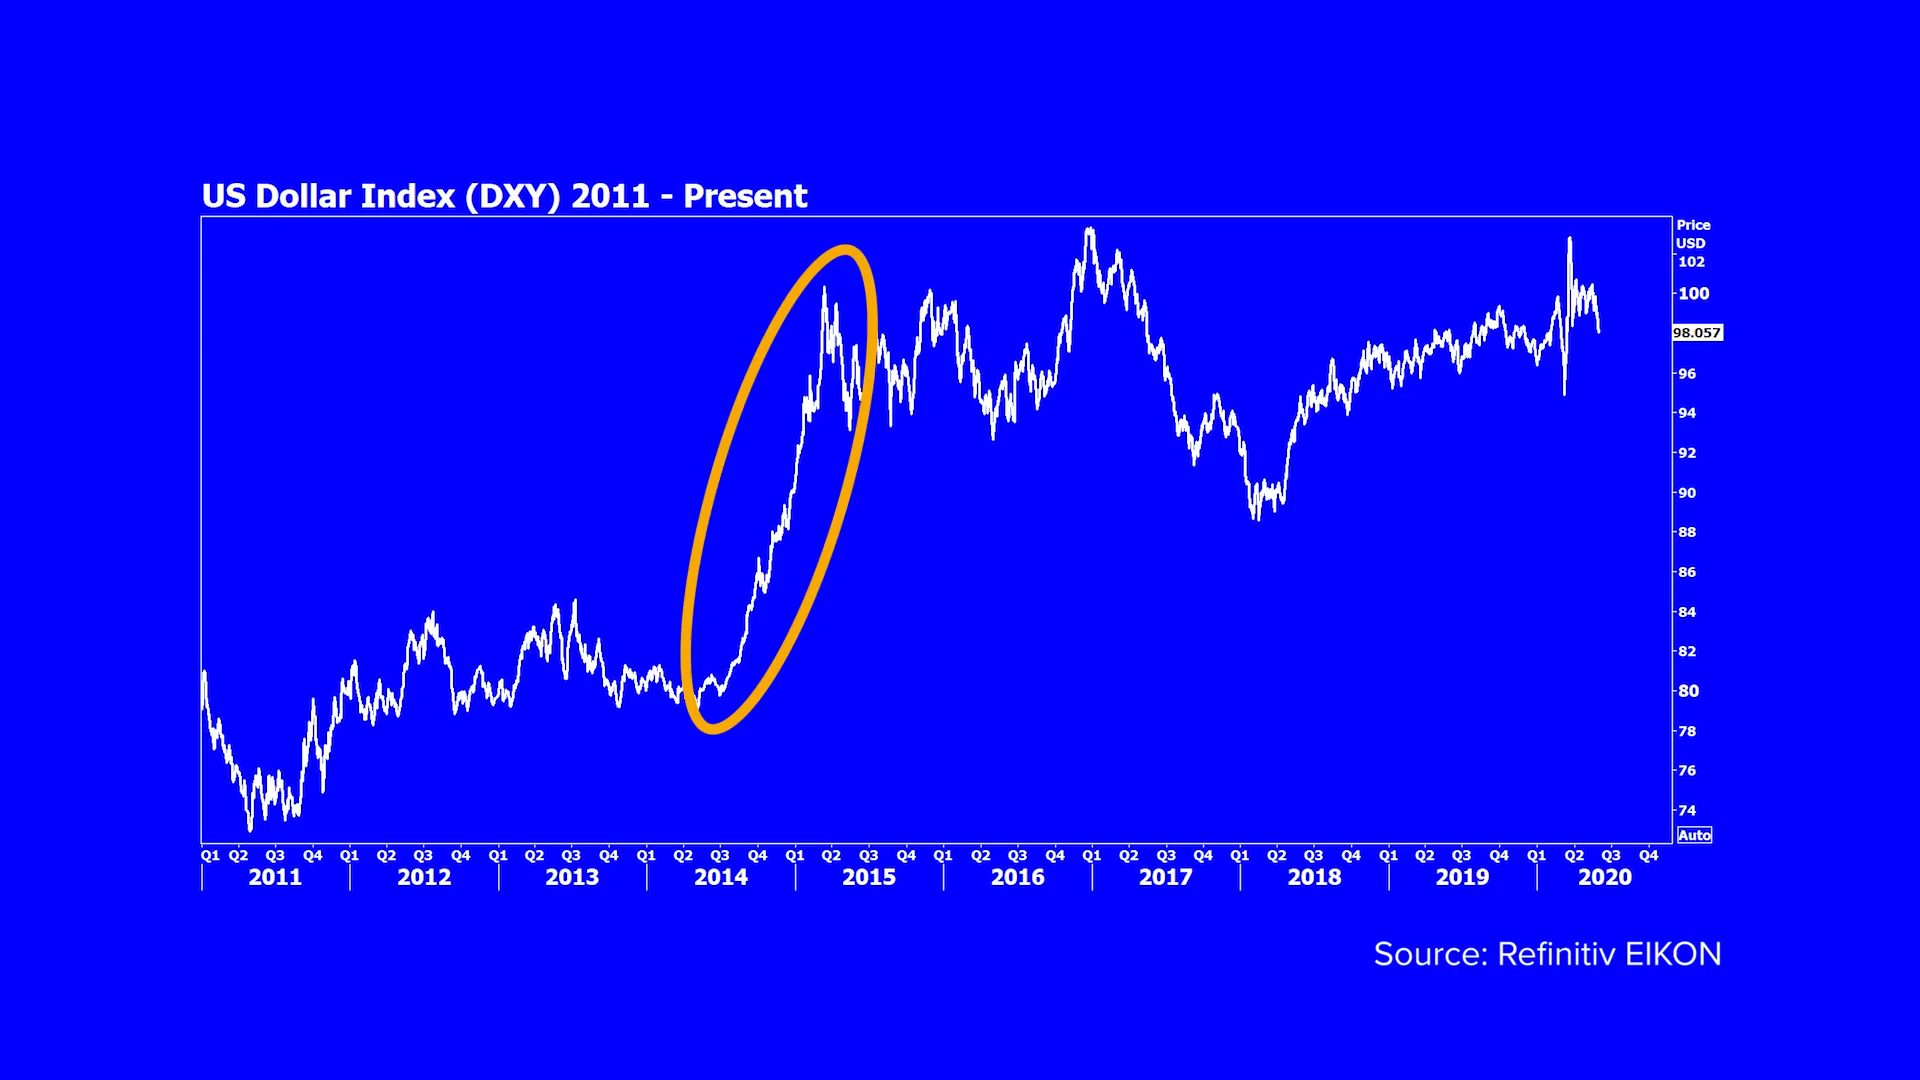 US Dollar Index (DXY) 2011 - Present
Price
USD
102
100
98.057
96
94
92
90
88
86
84
82
80
78
76
74
Auto
Q1 Q2 Q3 Q4 Q1 Q2 Q3 Q4 Q1 Q2 Q3 Q4 Q1 Q2 Q3 Q4 Q1 Q2 Q3 Q4 Q1 Q2 Q3 Q4 Q1 Q2 Q3 Q4 Q1 Q2 Q3 Q4 Q1 Q2 Q3 Q4 Q1 Q2 Q3 Q4
2011 2012 2013 2014 2015 2016 2017 2018 2019 2020
Source: Refinitiv EIKON